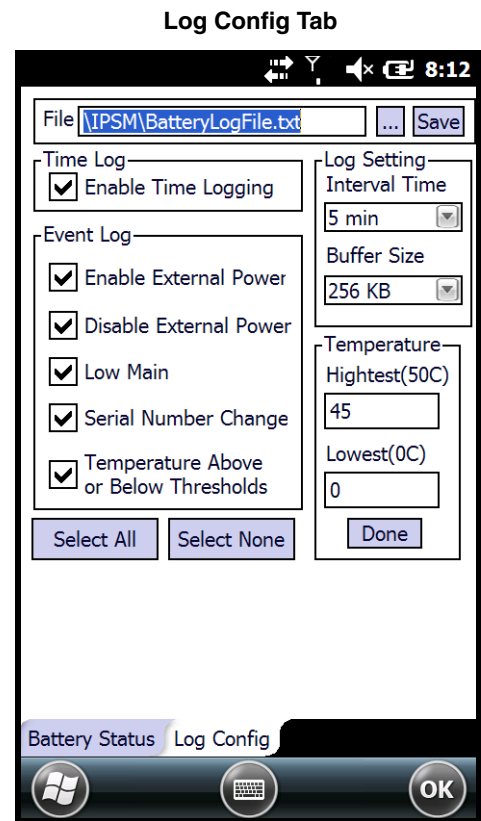 Log Config Tab
8:12
File \IPSM\BatteryLogFile.txt ... Save
Time Log
Enable Time Logging
Event Log
Enable External Power
Disable External Power
Low Main
Serial Number Change
Temperature Above
or Below Thresholds
Select All Select None
Log Setting
Interval Time
5 min
Buffer Size
256 KB
Temperature
Hightest(50C)
45
Lowest(0C)
0
Done
Battery Status Log Config
OK